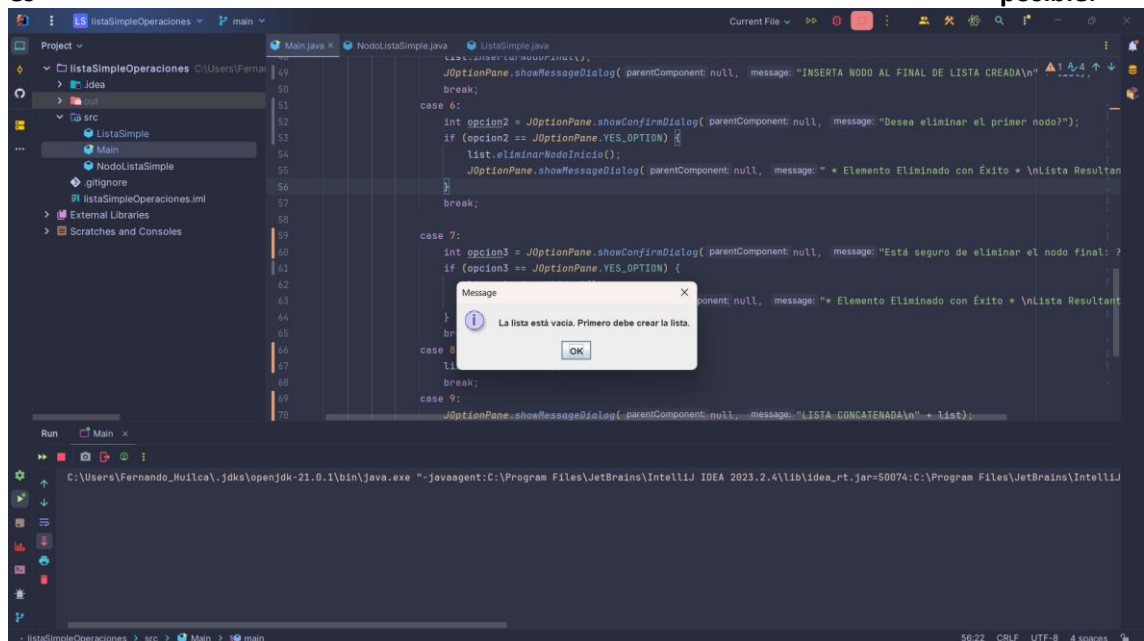 posible.
LS listaSimpleOperaciones main Current File
Project
Main.java × NodoListaSimple.java ListaSimple.java
listaSimpleOperaciones C:\Users\Ferna
.idea
out
src
ListaSimple
Main
NodoListaSimple
.gitignore
listaSimpleOperaciones.iml
External Libraries
Scratches and Consoles
49 JOptionPane.showMessageDialog( parentComponent: null, message: "INSERTA NODO AL FINAL DE LISTA CREADA\n" 1 4
50 break;
51 case 6:
52 int opcion2 = JOptionPane.showConfirmDialog( parentComponent: null, message: "Desea eliminar el primer nodo?");
53 if (opcion2 == JOptionPane.YES_OPTION) {
54 list.eliminarNodoInicio();
55 JOptionPane.showMessageDialog( parentComponent: null, message: " * Elemento Eliminado con Éxito * \nLista Resultan
56 }
57 break;
58
59 case 7:
60 int opcion3 = JOptionPane.showConfirmDialog( parentComponent: null, message: "Está seguro de eliminar el nodo final: ?
61 if (opcion3 == JOptionPane.YES_OPTION) {
62
63 ponent: null, message: "* Elemento Eliminado con Éxito * \nLista Resultant
64 }
65 br
66 case 8
67 li
68 break;
69 case 9:
70 JOptionPane.showMessageDialog( parentComponent: null, message: "LISTA CONCATENADA\n" + list);
Message
La lista está vacía. Primero debe crear la lista.
OK
Run Main ×
C:\Users\Fernando_Huilca\.jdks\openjdk-21.0.1\bin\java.exe "-javaagent:C:\Program Files\JetBrains\IntelliJ IDEA 2023.2.4\lib\idea_rt.jar=50074:C:\Program Files\JetBrains\IntelliJ
listaSimpleOperaciones > src > Main > main 56:22 CRLF UTF-8 4 spaces